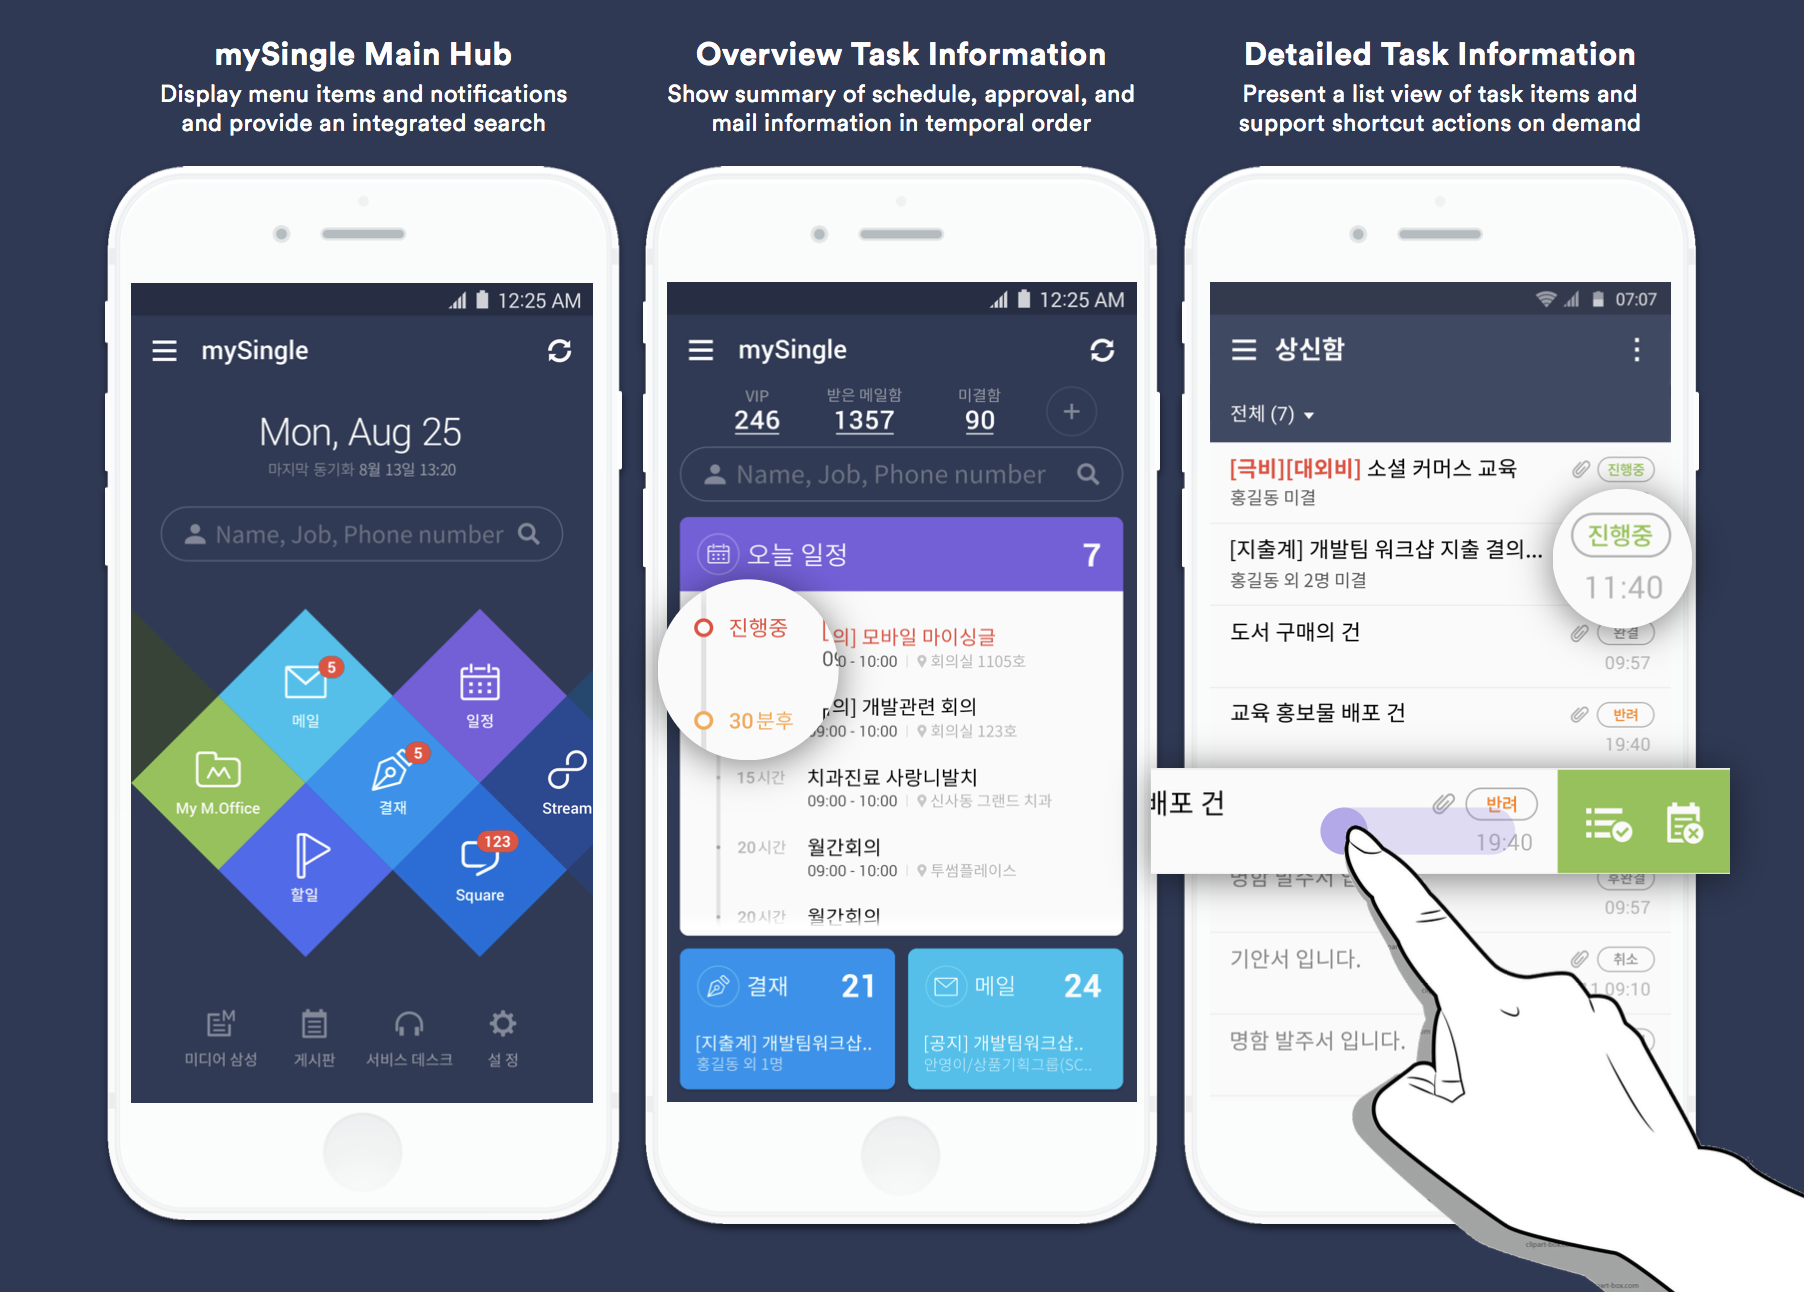 mySingle Main Hub
Display menu items and notifications
and provide an integrated search
12:25 AM
mySingle
Mon, Aug 25
마지막 동기화 8월 13일 13:20
Name, Job, Phone number
5
메일
일정
My M.Office
5
결재
Stream
할일
123
Square
미디어 삼성
게시판
서비스 데스크
설 정
Overview Task Information
Show summary of schedule, approval, and
mail information in temporal order
12:25 AM
mySingle
VIP 받은 메일함 미결함
246 1357 90
Name, Job, Phone number
오늘 일정 7
진행중 의] 모바일 마이싱글
0 - 10:00 회의실 1105호
30분후 의] 개발관련 회의
09:00 - 10:00 회의실 123호
15시간 치과진료 사랑니발치
09:00 - 10:00 신사동 그랜드 치과
20시간 월간회의
09:00 - 10:00 투썸플레이스
20시간 월간회의
결재 21
[지출계] 개발팀워크샵..
홍길동 외 1명
메일 24
[공지] 개발팀워크샵..
안영이/상품기획그룹(SC..
Detailed Task Information
Present a list view of task items and
support shortcut actions on demand
07:07
상신함
전체 (7)
[극비][대외비] 소셜 커머스 교육 진행중
홍길동 미결
[지출계] 개발팀 워크샵 지출 결의... 진행중
홍길동 외 2명 미결 11:40
도서 구매의 건 완결
09:57
교육 홍보물 배포 건 반려
19:40
배포 건 반려
19:40
명함 발주서 후완결
09:57
기안서 입니다. 취소
09:10
명함 발주서 입니다.